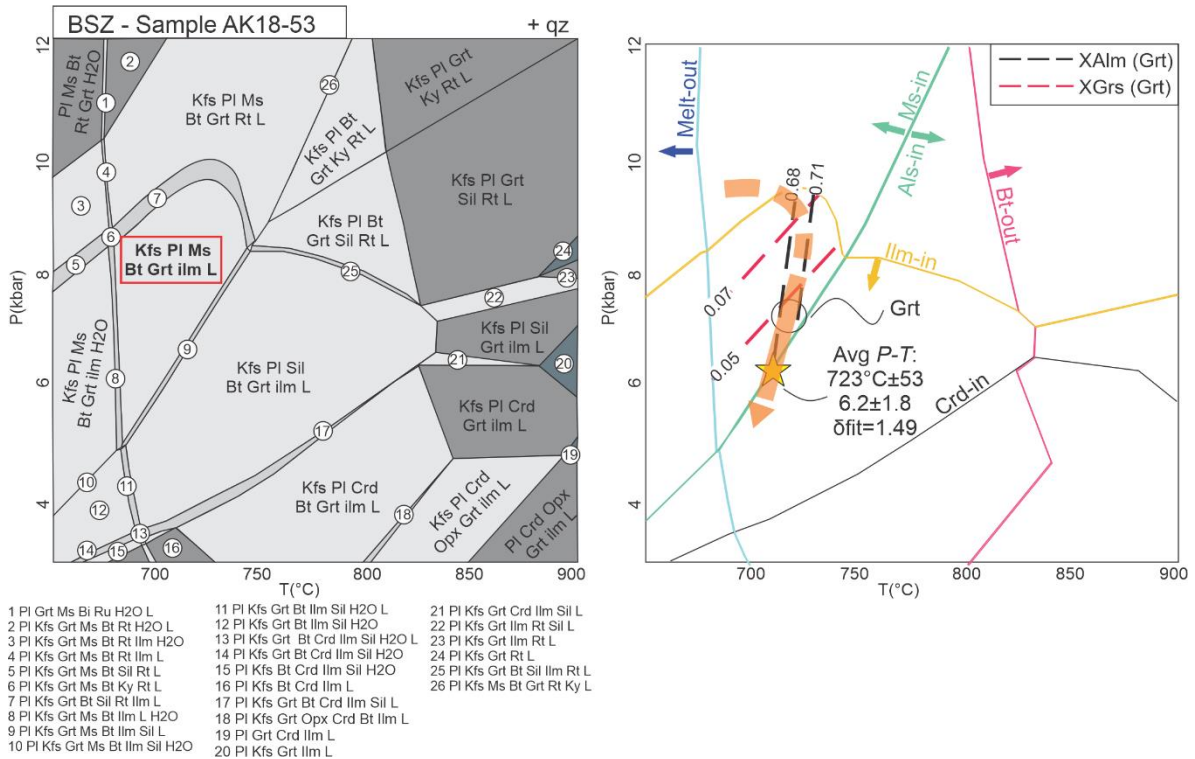 BSZ - Sample AK18-53
+ qz
12
10
8
6
4
P(kbar)
700
750
800
850
900
T(°C)
Pl Ms Bt
Rt Grt H2O
1
2
Kfs Pl Ms
Bt Grt Rt L
26
Kfs Pl Bt
Grt Ky Rt L
Kfs Pl Grt
Ky Rt L
4
3
7
6
5
Kfs Pl Ms
Bt Grt ilm L
Kfs Pl Bt
Grt Sil Rt L
25
Kfs Pl Grt
Sil Rt L
24
23
22
Kfs Pl Ms
Bt Grt ilm H2O
8
9
Kfs Pl Sil
Bt Grt ilm L
Kfs Pl Sil
Grt ilm L
21
20
Kfs Pl Crd
Grt ilm L
17
10
11
12
13
14
15
16
Kfs Pl Crd
Bt Grt ilm L
18
Kfs Pl Crd
Opx Grt ilm L
19
Pl Crd Opx
Grt ilm L
12
10
8
6
4
P(kbar)
700
750
800
850
900
T(°C)
XAlm (Grt)
XGrs (Grt)
Melt-out
Ms-in
Als-in
Bt-out
Ilm-in
Crd-in
0.68
0.71
0.07
0.05
Grt
Avg P-T:
723°C±53
6.2±1.8
δfit=1.49
1 Pl Grt Ms Bi Ru H2O L
2 Pl Kfs Grt Ms Bt Rt H2O L
3 Pl Kfs Grt Ms Bt Rt Ilm H2O
4 Pl Kfs Grt Ms Bt Rt Ilm L
5 Pl Kfs Grt Ms Bt Sil Rt L
6 Pl Kfs Grt Ms Bt Ky Rt L
7 Pl Kfs Grt Bt Sil Rt Ilm L
8 Pl Kfs Grt Ms Bt Ilm L H2O
9 Pl Kfs Grt Ms Bt Ilm Sil L
10 Pl Kfs Grt Ms Bt Ilm Sil H2O
11 Pl Kfs Grt Bt Ilm Sil H2O L
12 Pl Kfs Grt Bt Ilm Sil H2O
13 Pl Kfs Grt Bt Crd Ilm Sil H2O L
14 Pl Kfs Grt Bt Crd Ilm Sil H2O
15 Pl Kfs Bt Crd Ilm Sil H2O
16 Pl Kfs Bt Crd Ilm L
17 Pl Kfs Grt Bt Crd Ilm Sil L
18 Pl Kfs Grt Opx Crd Bt Ilm L
19 Pl Grt Crd Ilm L
20 Pl Kfs Grt Ilm L
21 Pl Kfs Grt Crd Ilm Sil L
22 Pl Kfs Grt Ilm Rt Sil L
23 Pl Kfs Grt Ilm Rt L
24 Pl Kfs Grt Rt L
25 Pl Kfs Grt Bt Sil Ilm Rt L
26 Pl Kfs Ms Bt Grt Rt Ky L